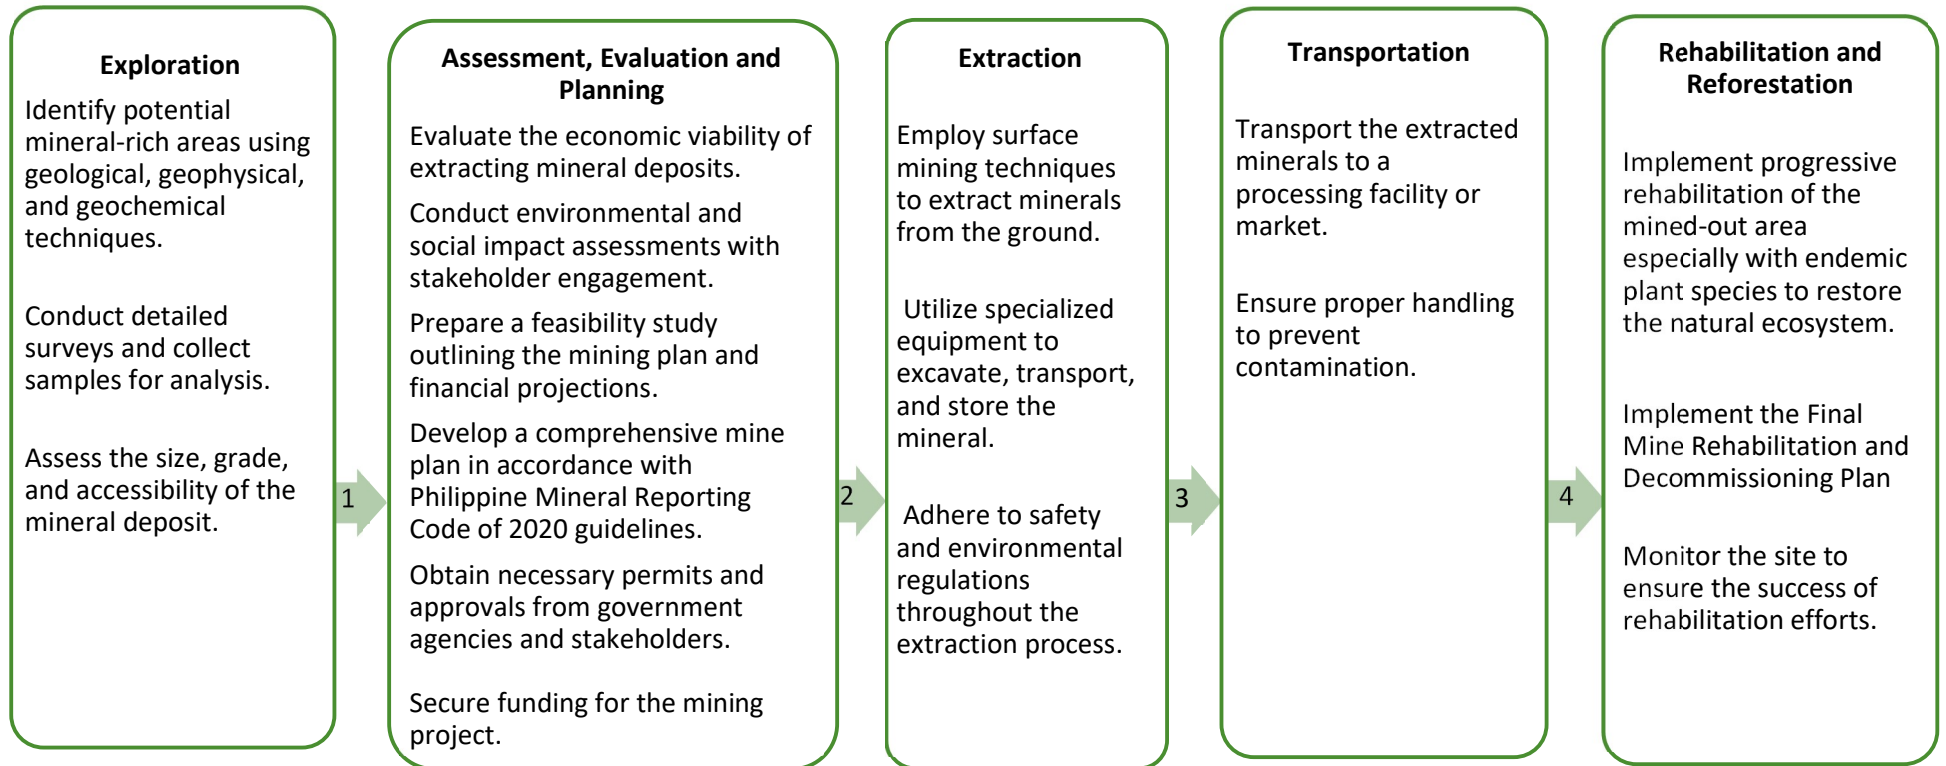 Exploration
Identify potential
mineral-rich areas using
geological, geophysical,
and geochemical
techniques.
Conduct detailed
surveys and collect
samples for analysis.
Assess the size, grade,
and accessibility of the
mineral deposit.
1
Assessment, Evaluation and
Planning
Evaluate the economic viability of
extracting mineral deposits.
Conduct environmental and
social impact assessments with
stakeholder engagement.
Prepare a feasibility study
outlining the mining plan and
financial projections.
Develop a comprehensive mine
plan in accordance with
Philippine Mineral Reporting
Code of 2020 guidelines.
Obtain necessary permits and
approvals from government
agencies and stakeholders.
Secure funding for the mining
project.
2
Extraction
Employ surface
mining techniques
to extract minerals
from the ground.
Utilize specialized
equipment to
excavate, transport,
and store the
mineral.
Adhere to safety
and environmental
regulations
throughout the
extraction process.
3
Transportation
Transport the extracted
minerals to a
processing facility or
market.
Ensure proper handling
to prevent
contamination.
4
Rehabilitation and
Reforestation
Implement progressive
rehabilitation of the
mined-out area
especially with endemic
plant species to restore
the natural ecosystem.
Implement the Final
Mine Rehabilitation and
Decommissioning Plan
Monitor the site to
ensure the success of
rehabilitation efforts.